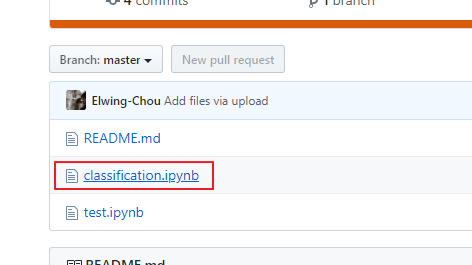 4 commits
1 branch
Branch: master
New pull request
Elwing-Chou Add files via upload
README.md
classification.ipynb
test.ipynb
README.md